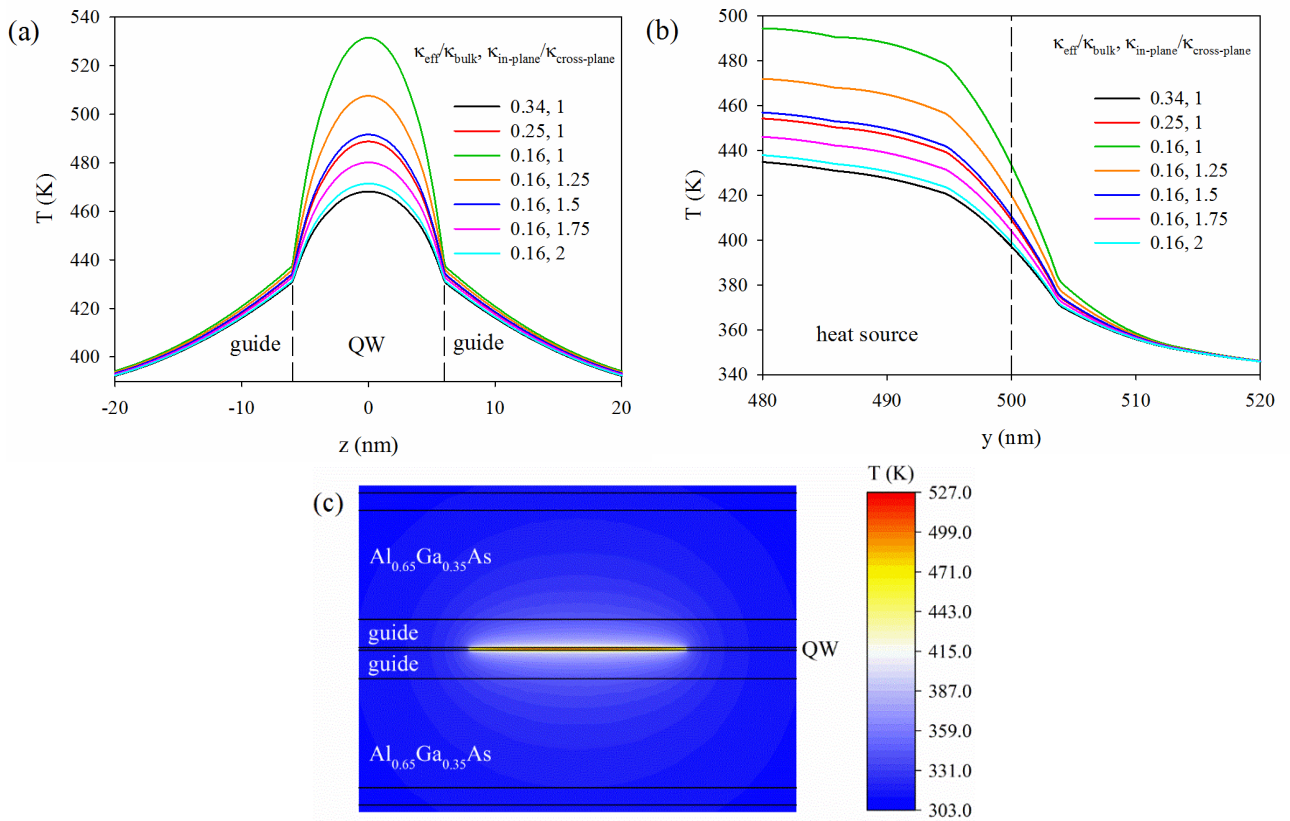 (a)
T (K)
540
520
500
480
460
440
420
400
-20
-10
0
10
20
z (nm)
κeff/κbulk, κin-plane/κcross-plane
0.34, 1
0.25, 1
0.16, 1
0.16, 1.25
0.16, 1.5
0.16, 1.75
0.16, 2
guide
QW
guide
(b)
T (K)
500
480
460
440
420
400
380
360
340
480
490
500
510
520
y (nm)
κeff/κbulk, κin-plane/κcross-plane
0.34, 1
0.25, 1
0.16, 1
0.16, 1.25
0.16, 1.5
0.16, 1.75
0.16, 2
heat source
(c)
Al0.65Ga0.35As
guide
guide
QW
Al0.65Ga0.35As
T (K)
527.0
499.0
471.0
443.0
415.0
387.0
359.0
331.0
303.0